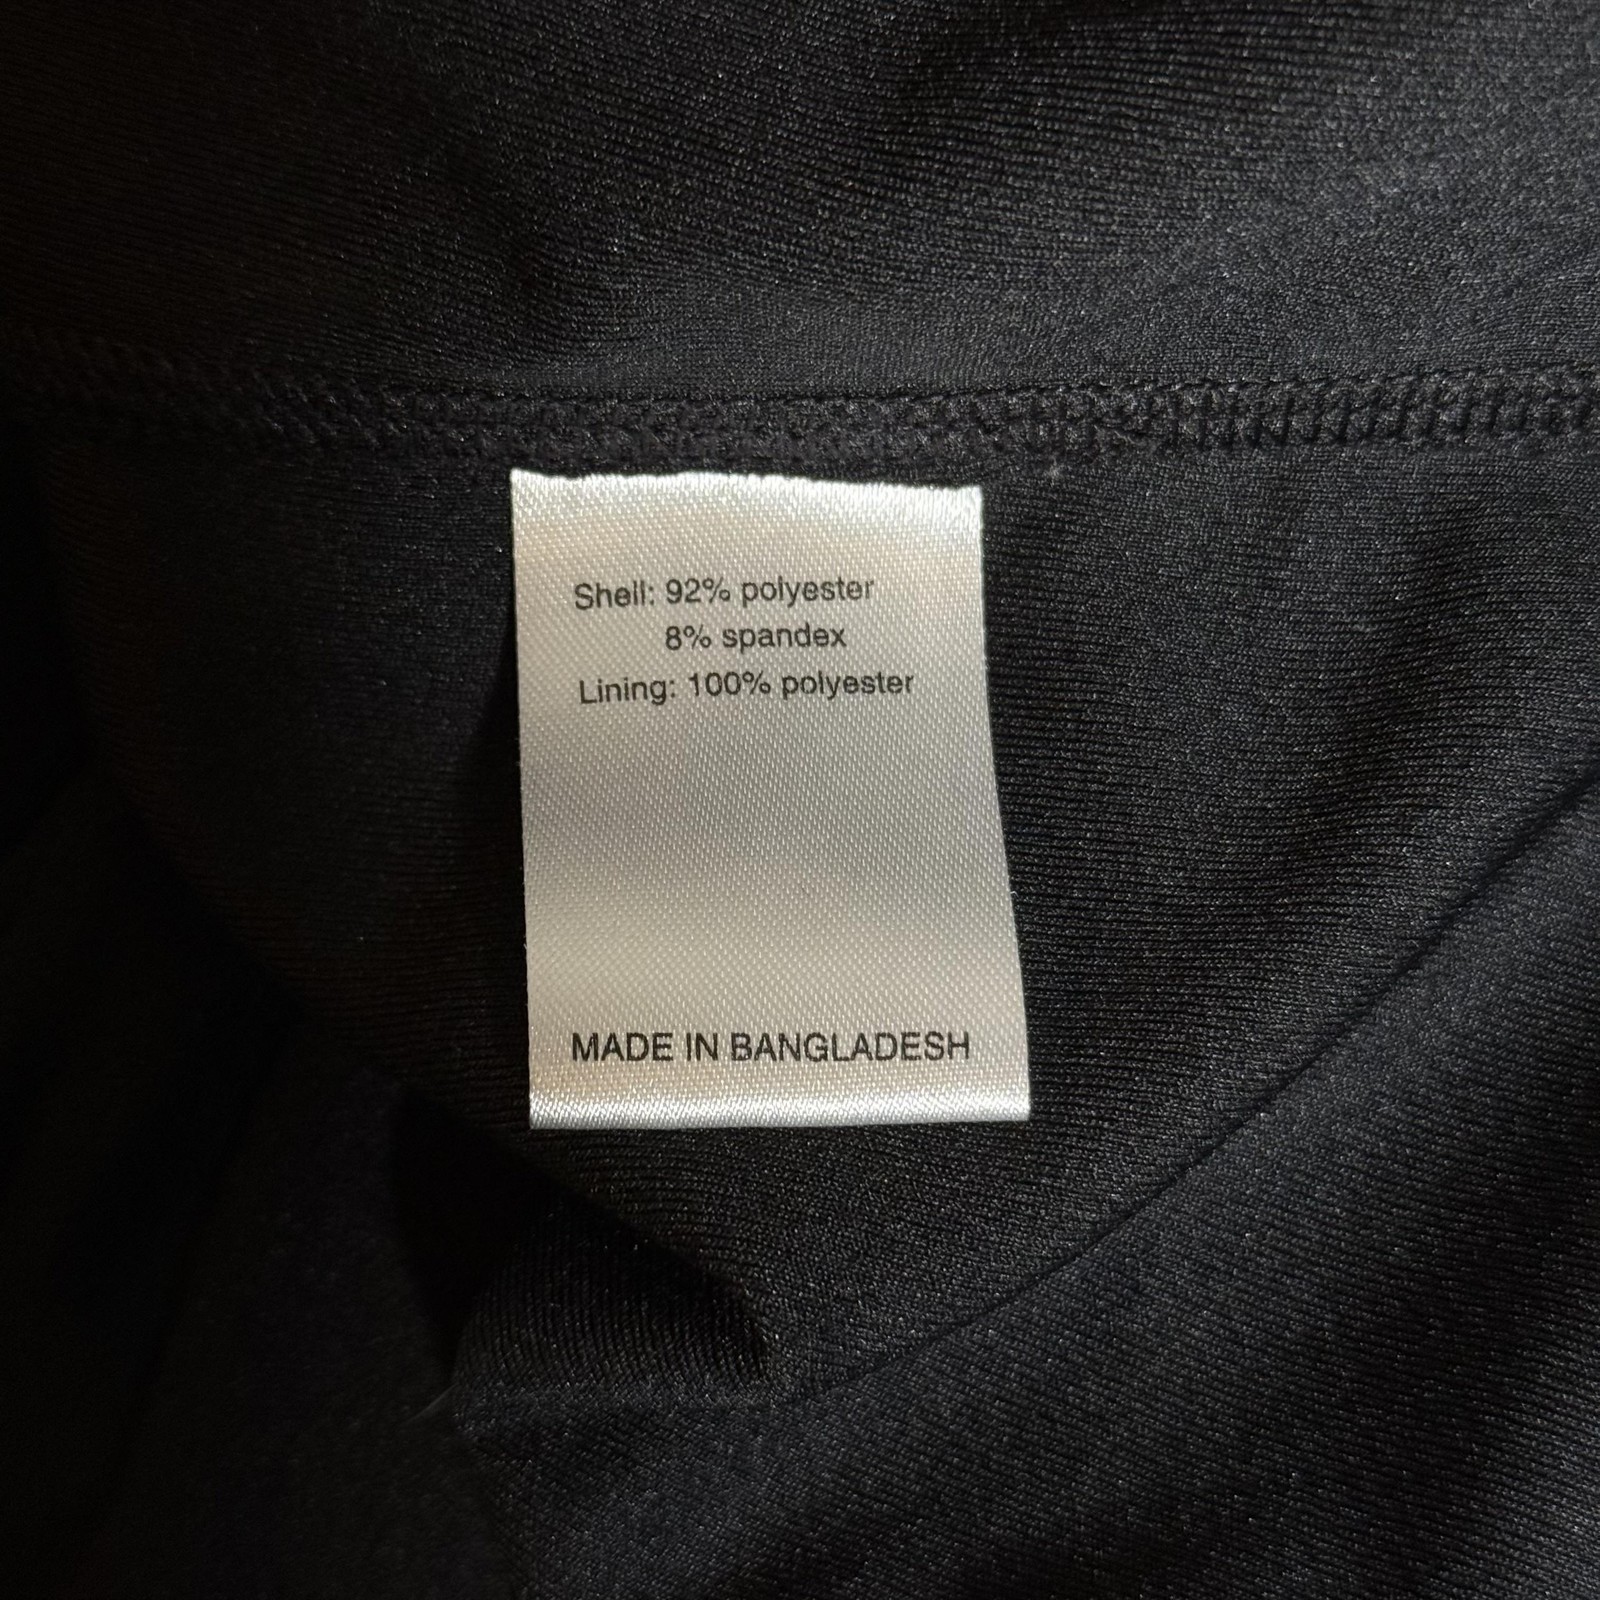 Shell: 92% polyester
8% spandex
Lining: 100% polyester
MADE IN BANGLADESH